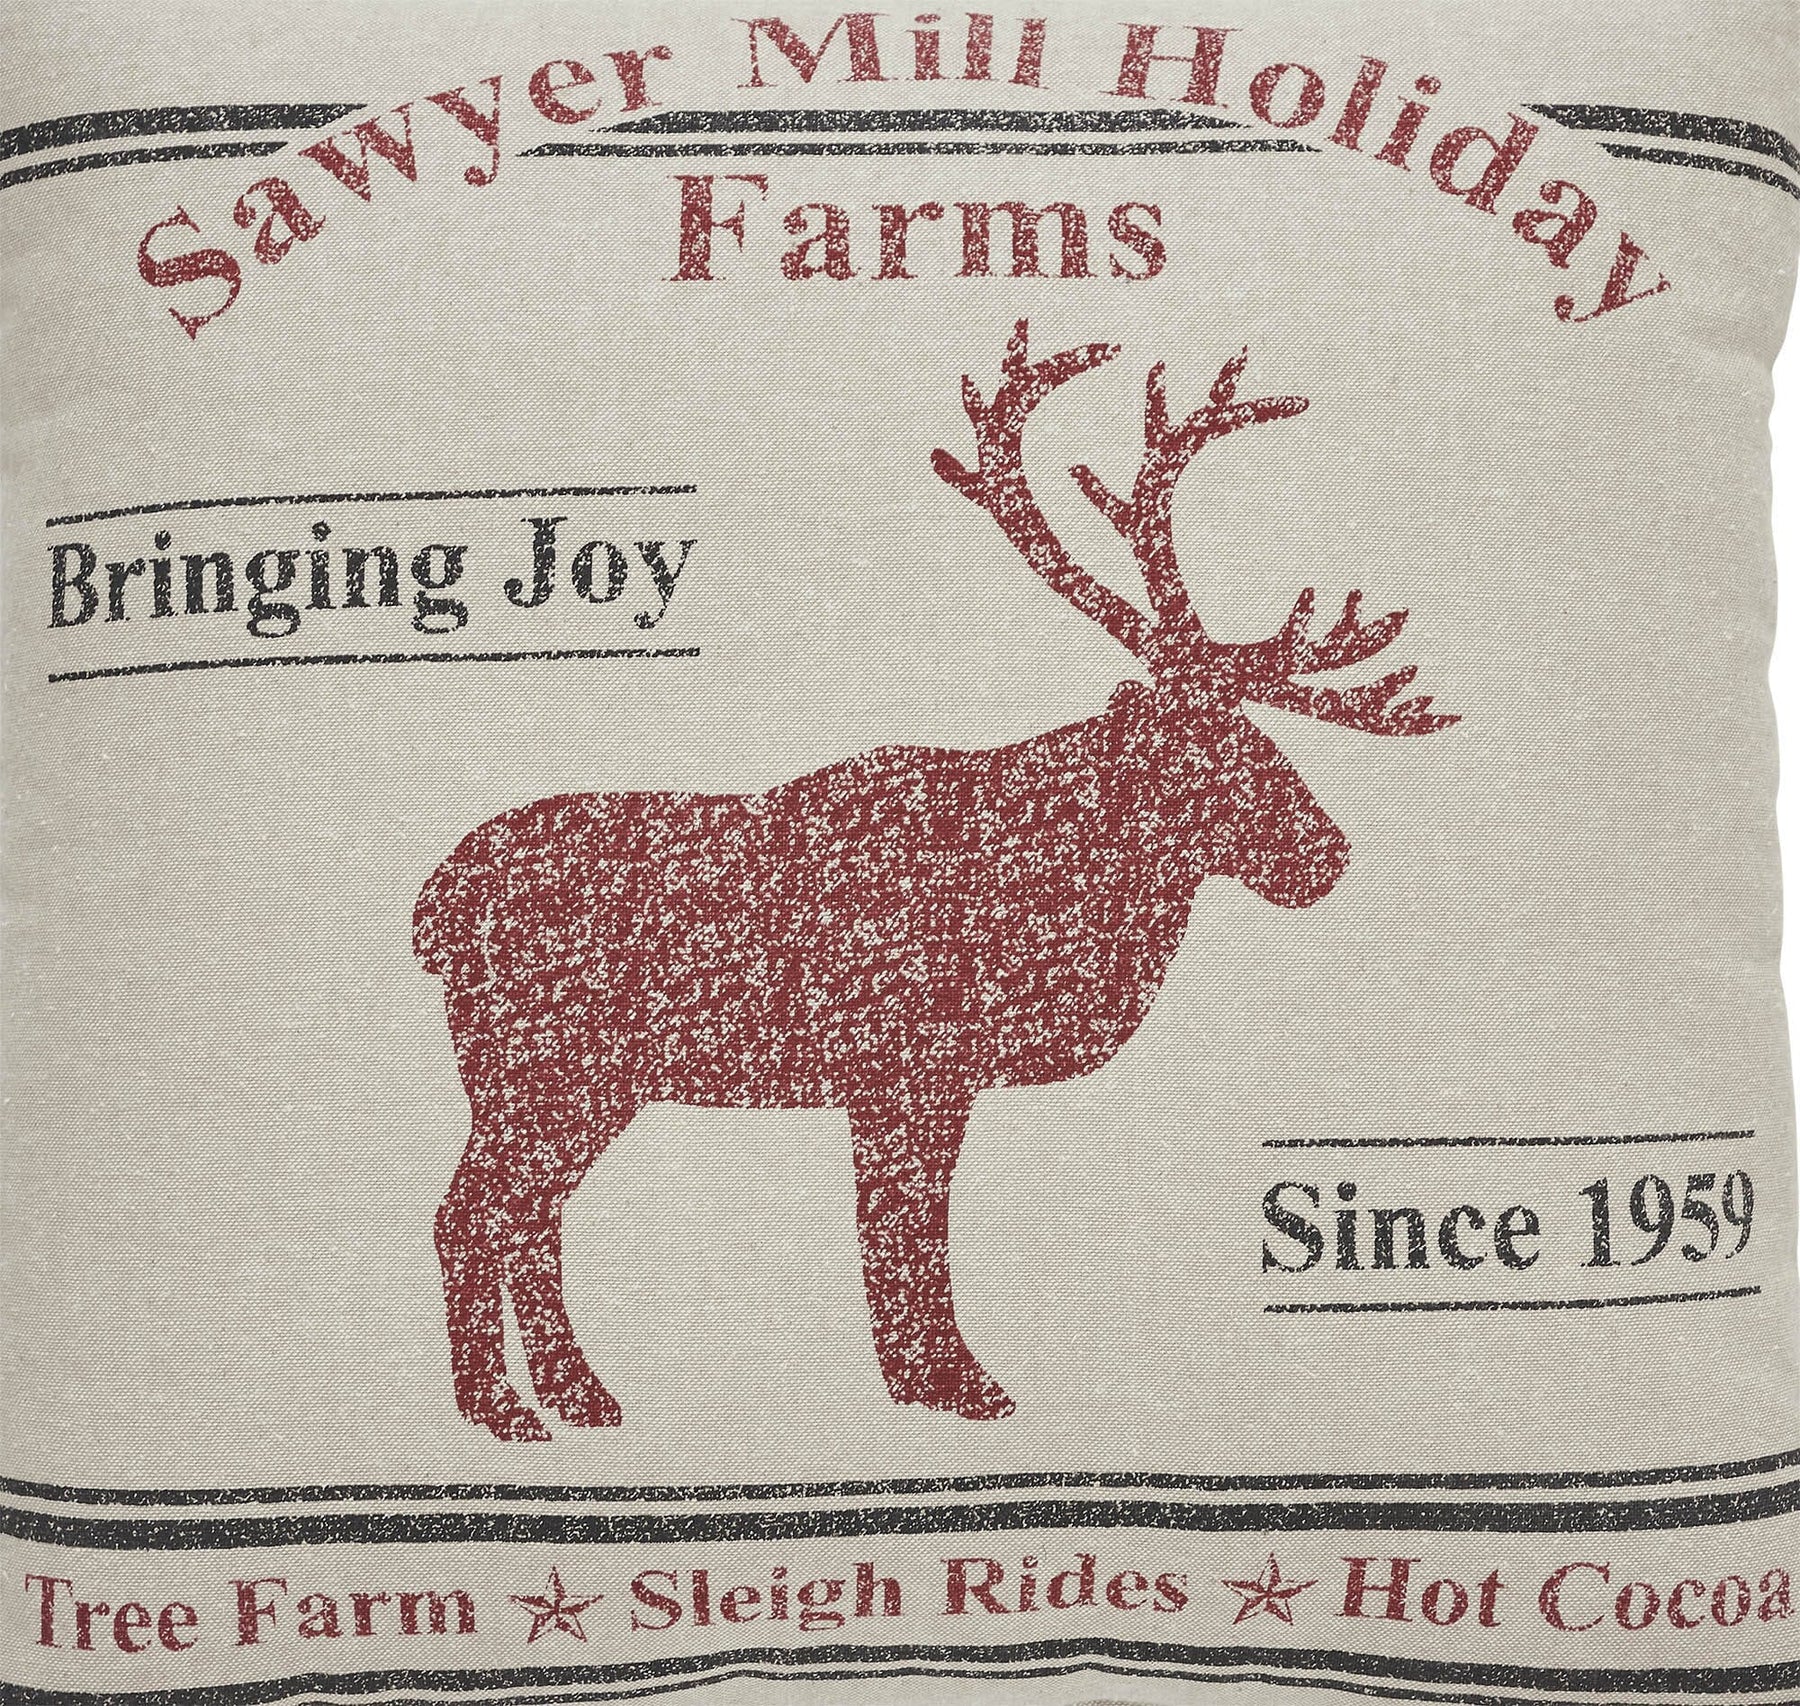 Sawyer Mill Holiday
Farms
Bringing Joy
Since 1959
Tree Farm ★ Sleigh Rides ★ Hot Cocoa